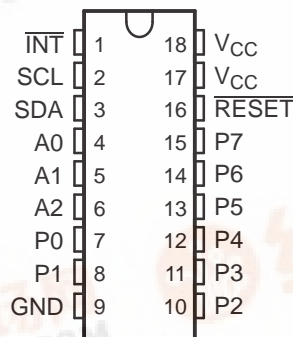 INT 1 18 VCC
SCL 2 17 VCC
SDA 3 16 RESET
A0 4 15 P7
A1 5 14 P6
A2 6 13 P5
P0 7 12 P4
P1 8 11 P3
GND 9 10 P2